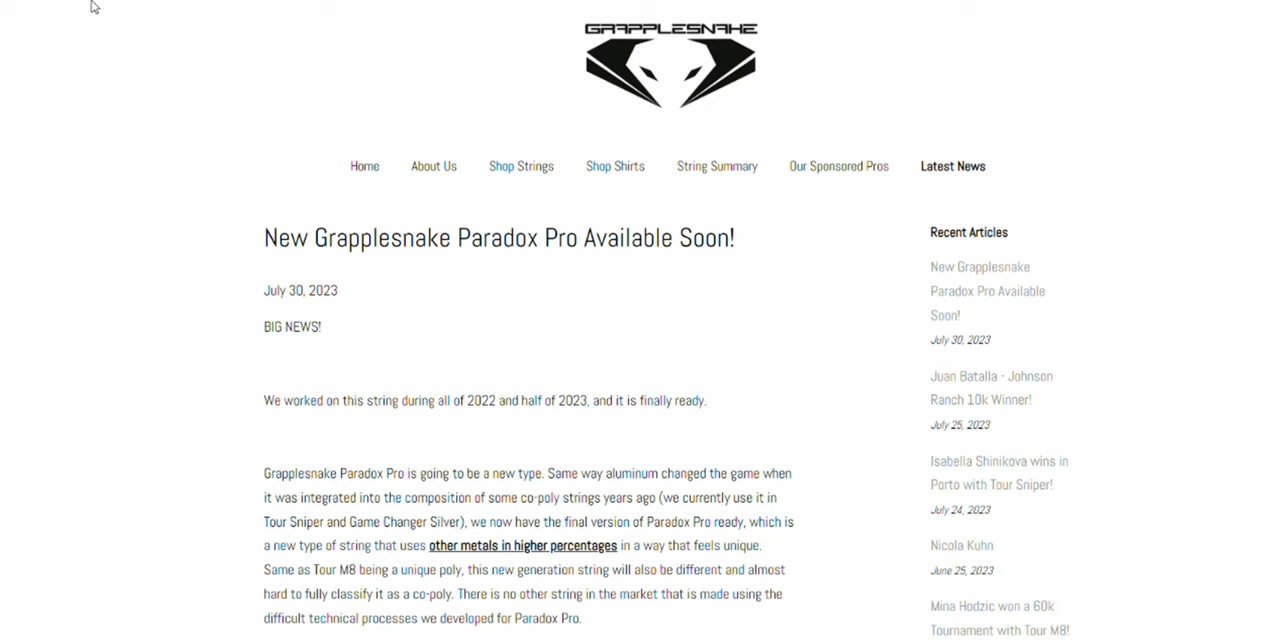 GRAPPLESNAKE
Home About Us Shop Strings Shop Shirts String Summary Our Sponsored Pros Latest News
New Grapplesnake Paradox Pro Available Soon!
July 30, 2023
BIG NEWS!
We worked on this string during all of 2022 and half of 2023, and it is finally ready.
Grapplesnake Paradox Pro is going to be a new type. Same way aluminum changed the game when
it was integrated into the composition of some co-poly strings years ago (we currently use it in
Tour Sniper and Game Changer Silver), we now have the final version of Paradox Pro ready, which is
a new type of string that uses other metals in higher percentages in a way that feels unique.
Same as Tour M8 being a unique poly, this new generation string will also be different and almost
hard to fully classify it as a co-poly. There is no other string in the market that is made using the
difficult technical processes we developed for Paradox Pro.
Recent Articles
New Grapplesnake
Paradox Pro Available
Soon!
July 30, 2023
Juan Batalla - Johnson
Ranch 10k Winner!
July 25, 2023
Isabella Shinikova wins in
Porto with Tour Sniper!
July 24, 2023
Nicola Kuhn
June 25, 2023
Mina Hodzic won a 60k
Tournament with Tour M8!